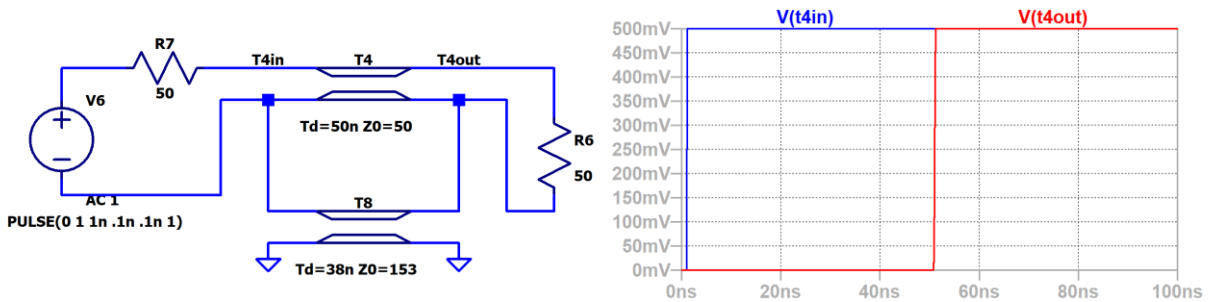 R7
50
T4in
T4
T4out
V6
Td=50n Z0=50
R6
50
AC 1
PULSE(0 1 1n .1n .1n 1)
T8
Td=38n Z0=153
V(t4in)
V(t4out)
500mV
450mV
400mV
350mV
300mV
250mV
200mV
150mV
100mV
50mV
0mV
0ns
20ns
40ns
60ns
80ns
100ns